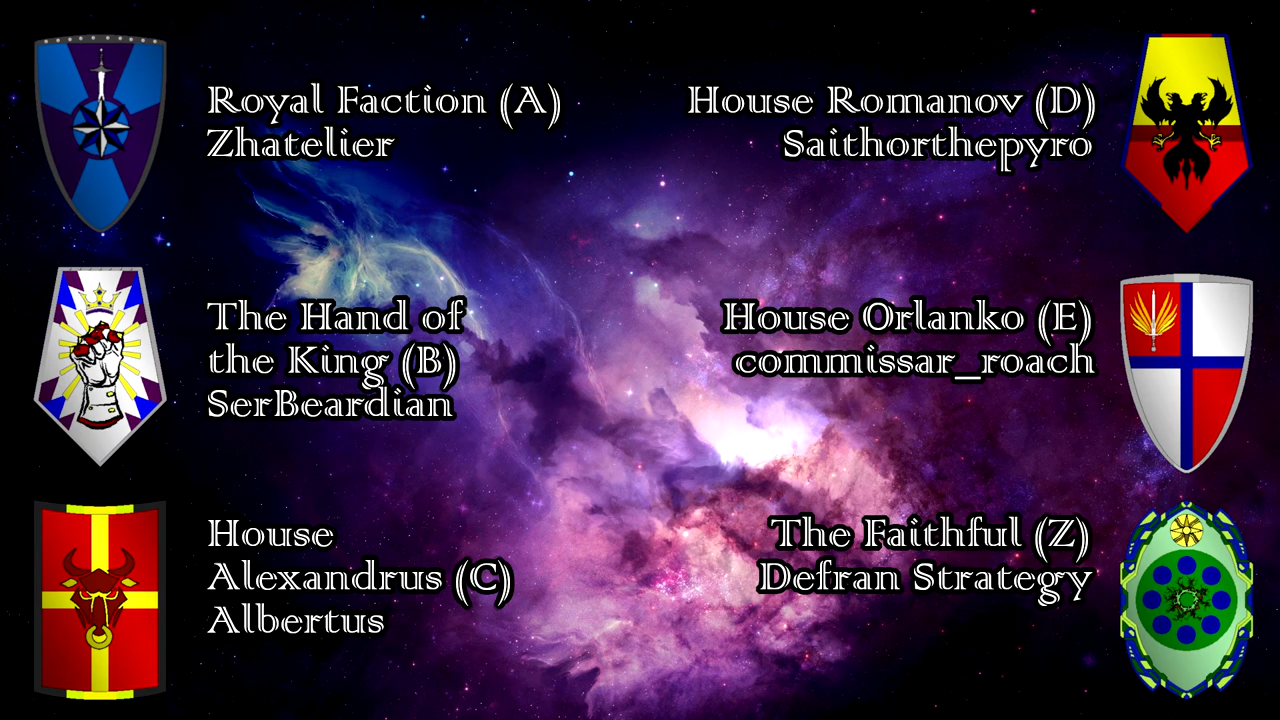 Royal Faction (A)
Zhatelier
The Hand of
the King (B)
SerBeardian
House
Alexandrus (C)
Albertus
House Romanov (D)
Saithorthepyro
House Orlanko (E)
commissar_roach
The Faithful (Z)
Defran Strategy